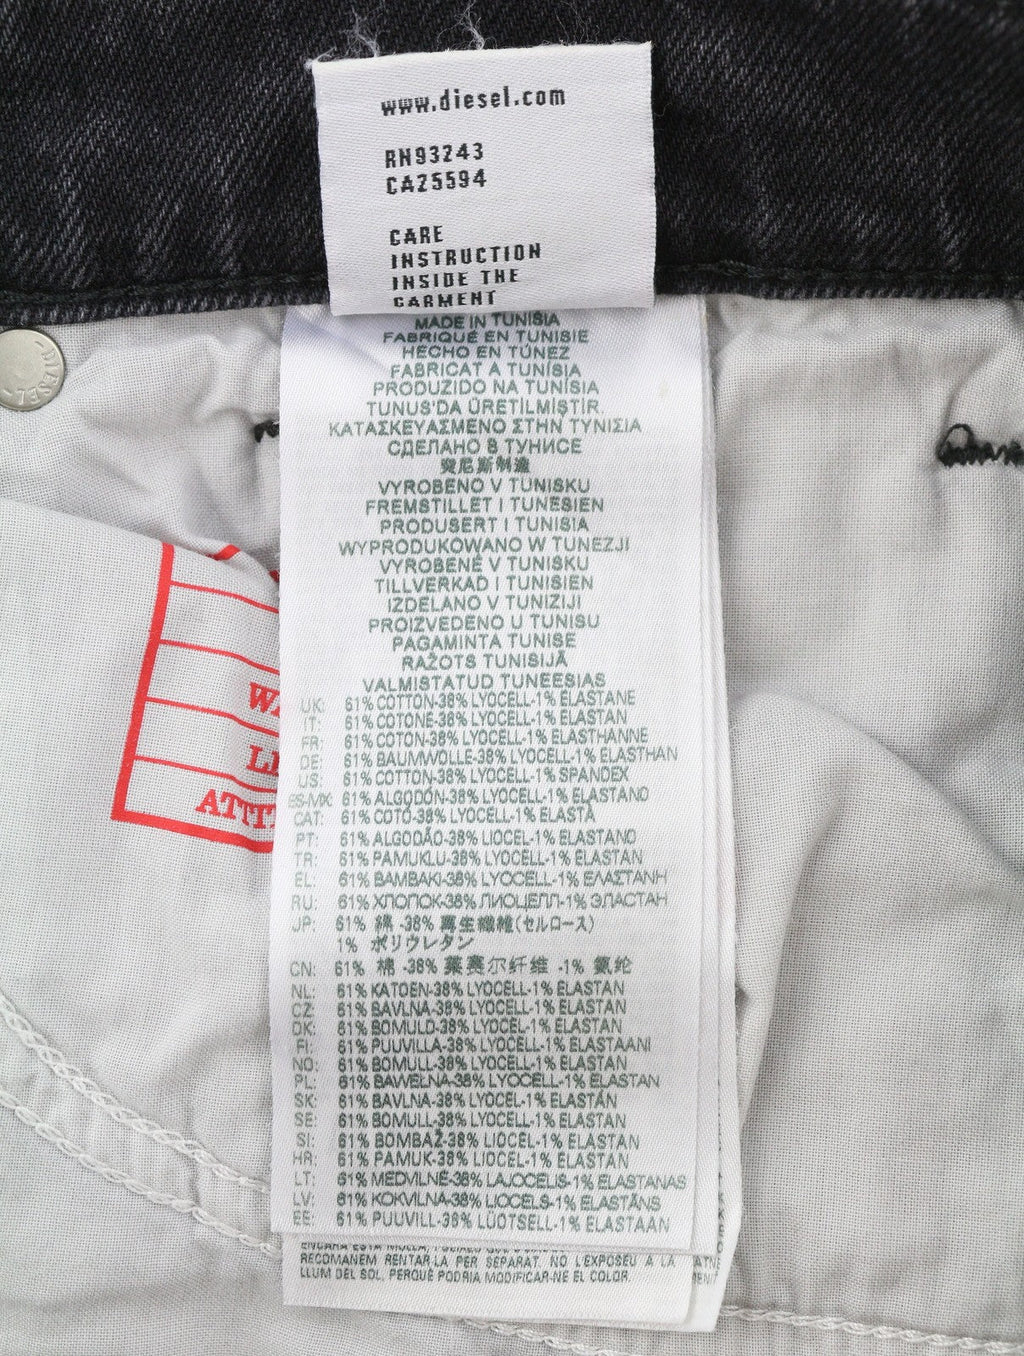 www.diesel.com
RN93243
CA25594
CARE
INSTRUCTION
INSIDE THE
GARMENT
DIESEL
MADE IN TUNISIA
FABRIQUÉ EN TUNISIE
HECHO EN TÚNEZ
FABRICAT A TUNÍSIA
PRODUZIDO NA TUNÍSIA
TUNUS'DA ÜRETİLMİŞTİR.
ΚΑΤΑΣΚΕΥΑΣΜΕΝΟ ΣΤΗΝ ΤΥΝΙΣΙΑ
СДЕЛАНО В ТУНИСЕ
突尼斯制造
VYROBENO V TUNISKU
FREMSTILLET I TUNESIEN
PRODUSERT I TUNISIA
WYPRODUKOWANO W TUNEZJI
VYROBENÉ V TUNISKU
TILLVERKAD I TUNISIEN
IZDELANO V TUNIZIJI
PROIZVEDENO U TUNISU
PAGAMINTA TUNISE
RAŽOTS TUNISIJĀ
VALMISTATUD TUNEESIAS
UK: 61% COTTON-38% LYOCELL-1% ELASTANE
IT: 61% COTONE-38% LYOCELL-1% ELASTAN
FR: 61% COTON-38% LYOCELL-1% ELASTHANNE
DE: 61% BAUMWOLLE-38% LYOCELL-1% ELASTHAN
US: 61% COTTON-38% LYOCELL-1% SPANDEX
ES-MX: 61% ALGODÓN-38% LYOCELL-1% ELASTANO
CAT: 61% COTÓ-38% LYOCELL-1% ELASTÀ
PT: 61% ALGODÃO-38% LIOCEL-1% ELASTANO
TR: 61% PAMUKLU-38% LYOCELL-1% ELASTAN
EL: 61% ΒΑΜΒΑΚΙ-38% LYOCELL-1% ΕΛΑΣΤΑΝΗ
RU: 61% ХЛОПОК-38% ЛИОЦЕЛЛ-1% ЭЛАСТАН
JP: 61% 綿 -38% 再生繊維(セルロース)
1% ポリウレタン
CN: 61% 棉 -38% 莱赛尔纤维 -1% 氨纶
NL: 61% KATOEN-38% LYOCELL-1% ELASTAN
CZ: 61% BAVLNA-38% LYOCELL-1% ELASTAN
DK: 61% BOMULD-38% LYOCEL-1% ELASTAN
FI: 61% PUUVILLA-38% LYOCELL-1% ELASTAANI
NO: 61% BOMULL-38% LYOCELL-1% ELASTAN
PL: 61% BAWEŁNA-38% LYOCELL-1% ELASTAN
SK: 61% BAVLNA-38% LYOCEL-1% ELASTÁN
SE: 61% BOMULL-38% LYOCELL-1% ELASTAN
SI: 61% BOMBAŽ-38% LIOCEL-1% ELASTAN
HR: 61% PAMUK-38% LIOCEL-1% ELASTAN
LT: 61% MEDVILNĖ-38% LAJOCELIS-1% ELASTANAS
LV: 61% KOKVILNA-38% LIOCELS-1% ELASTĀNS
EE: 61% PUUVILL-38% LÜOTSELL-1% ELASTAAN
RECOMANEM RENTAR-LA PER SEPARAT. NO L'EXPOSEU A LA
LLUM DEL SOL, PERQUÈ PODRIA MODIFICAR-NE EL COLOR.